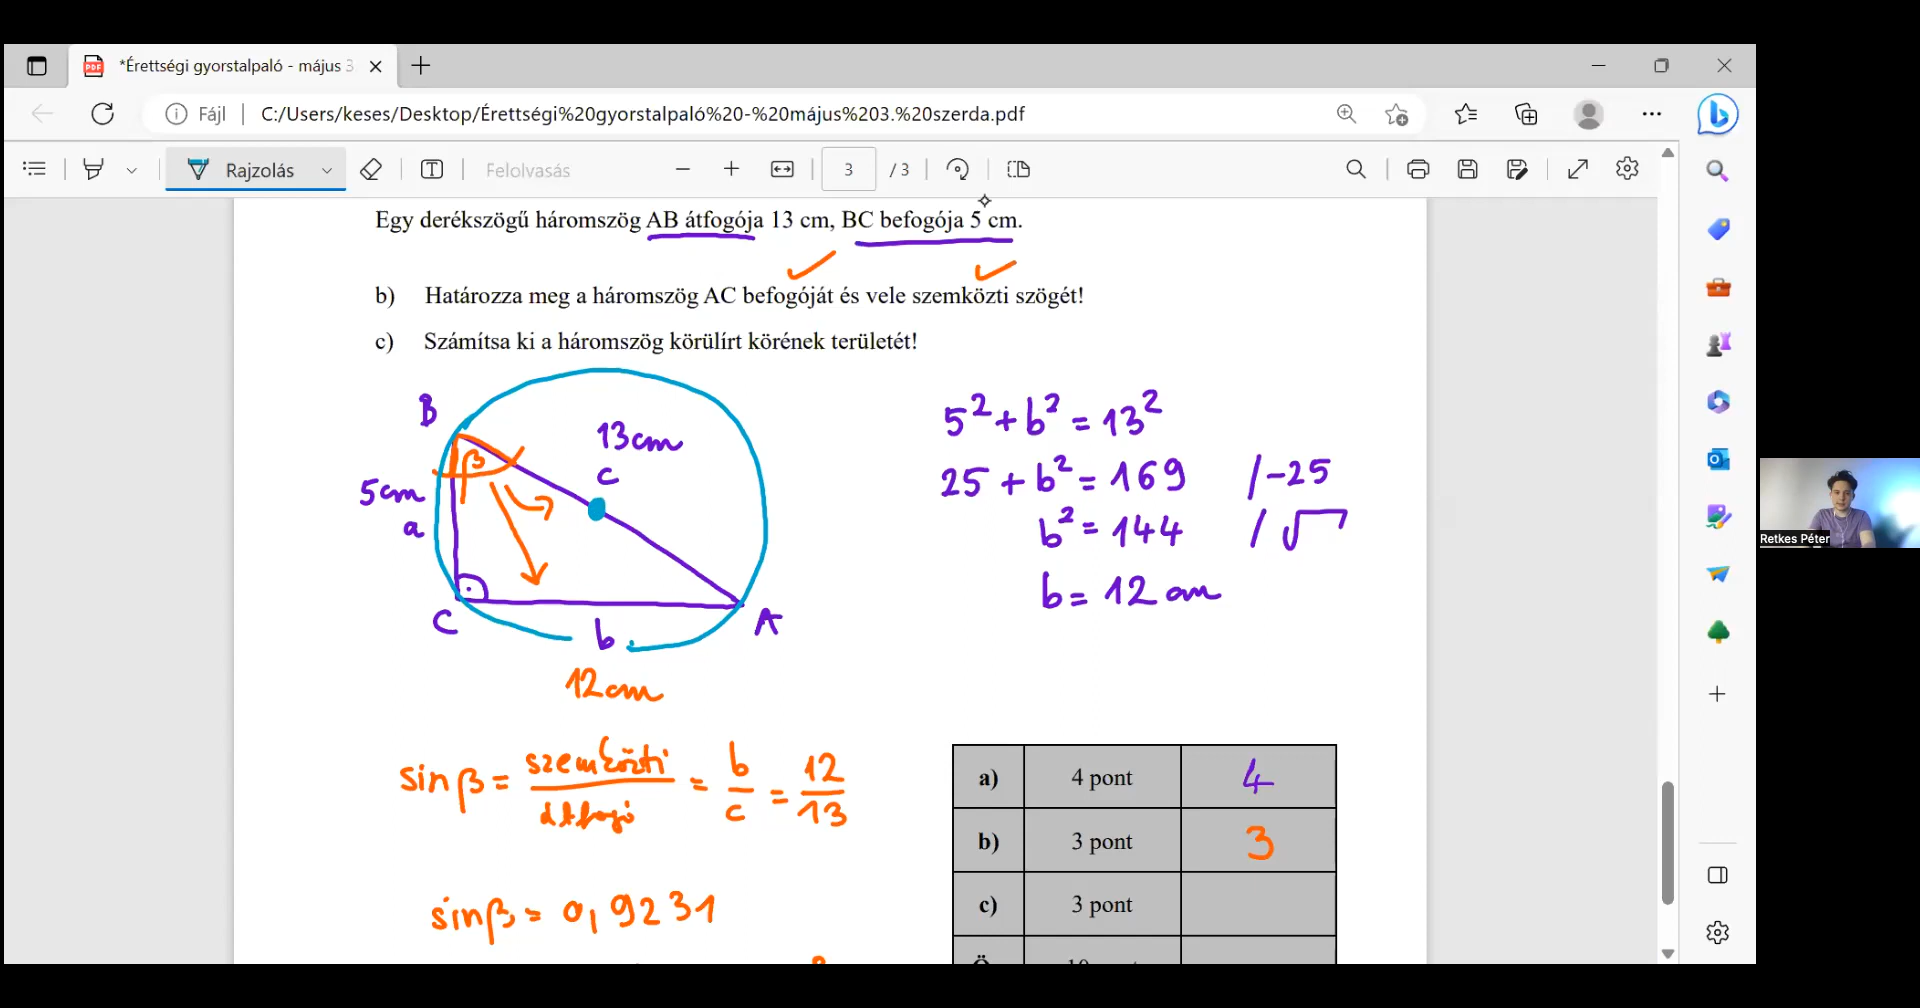 *Érettségi gyorstalpaló - május 3
Fájl
C:/Users/keses/Desktop/Érettségi%20gyorstalpaló%20-%20május%203.%20szerda.pdf
Rajzolás
Felolvasás
3 / 3
Egy derékszögű háromszög AB átfogója 13 cm, BC befogója 5 cm.
b) Határozza meg a háromszög AC befogóját és vele szemközti szögét!
c) Számítsa ki a háromszög körülírt körének területét!
B
13cm
c
β
5cm
a
C
b
A
12cm
5² + b² = 13²
25 + b² = 169 /-25
b² = 144 /√
b = 12 cm
sin β = szemközti / átfogó = b / c = 12 / 13
sin β = 0,9231
a) 4 pont 4
b) 3 pont 3
c) 3 pont
Retkes Péter